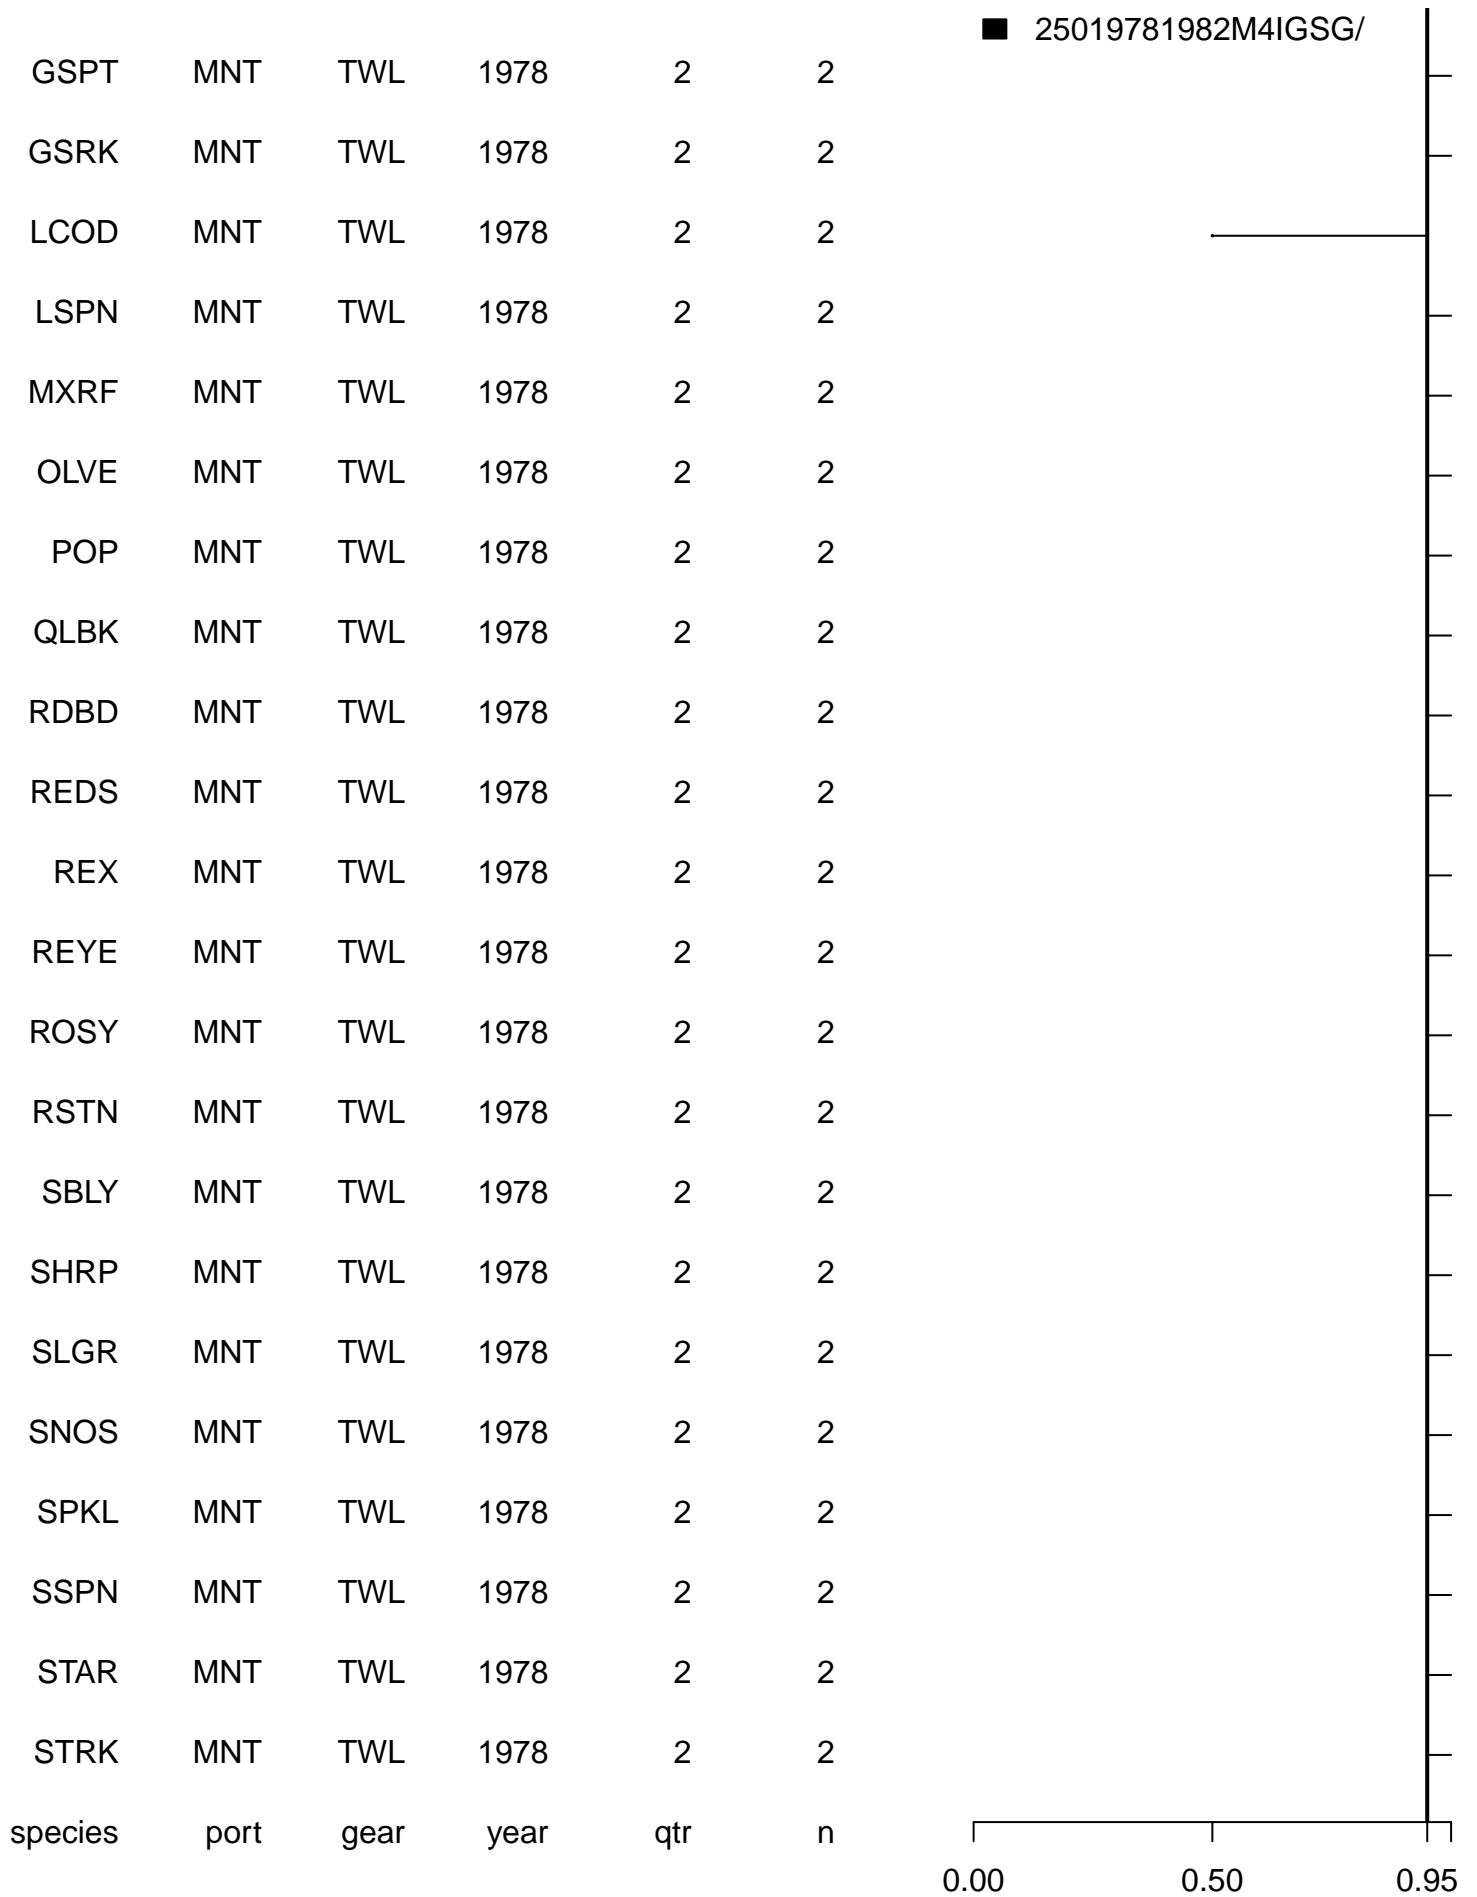 25019781982M4IGSG/
GSPT MNT TWL 1978 2 2
GSRK MNT TWL 1978 2 2
LCOD MNT TWL 1978 2 2
LSPN MNT TWL 1978 2 2
MXRF MNT TWL 1978 2 2
OLVE MNT TWL 1978 2 2
POP MNT TWL 1978 2 2
QLBK MNT TWL 1978 2 2
RDBD MNT TWL 1978 2 2
REDS MNT TWL 1978 2 2
REX MNT TWL 1978 2 2
REYE MNT TWL 1978 2 2
ROSY MNT TWL 1978 2 2
RSTN MNT TWL 1978 2 2
SBLY MNT TWL 1978 2 2
SHRP MNT TWL 1978 2 2
SLGR MNT TWL 1978 2 2
SNOS MNT TWL 1978 2 2
SPKL MNT TWL 1978 2 2
SSPN MNT TWL 1978 2 2
STAR MNT TWL 1978 2 2
STRK MNT TWL 1978 2 2
species port gear year qtr n
0.00 0.50 0.95